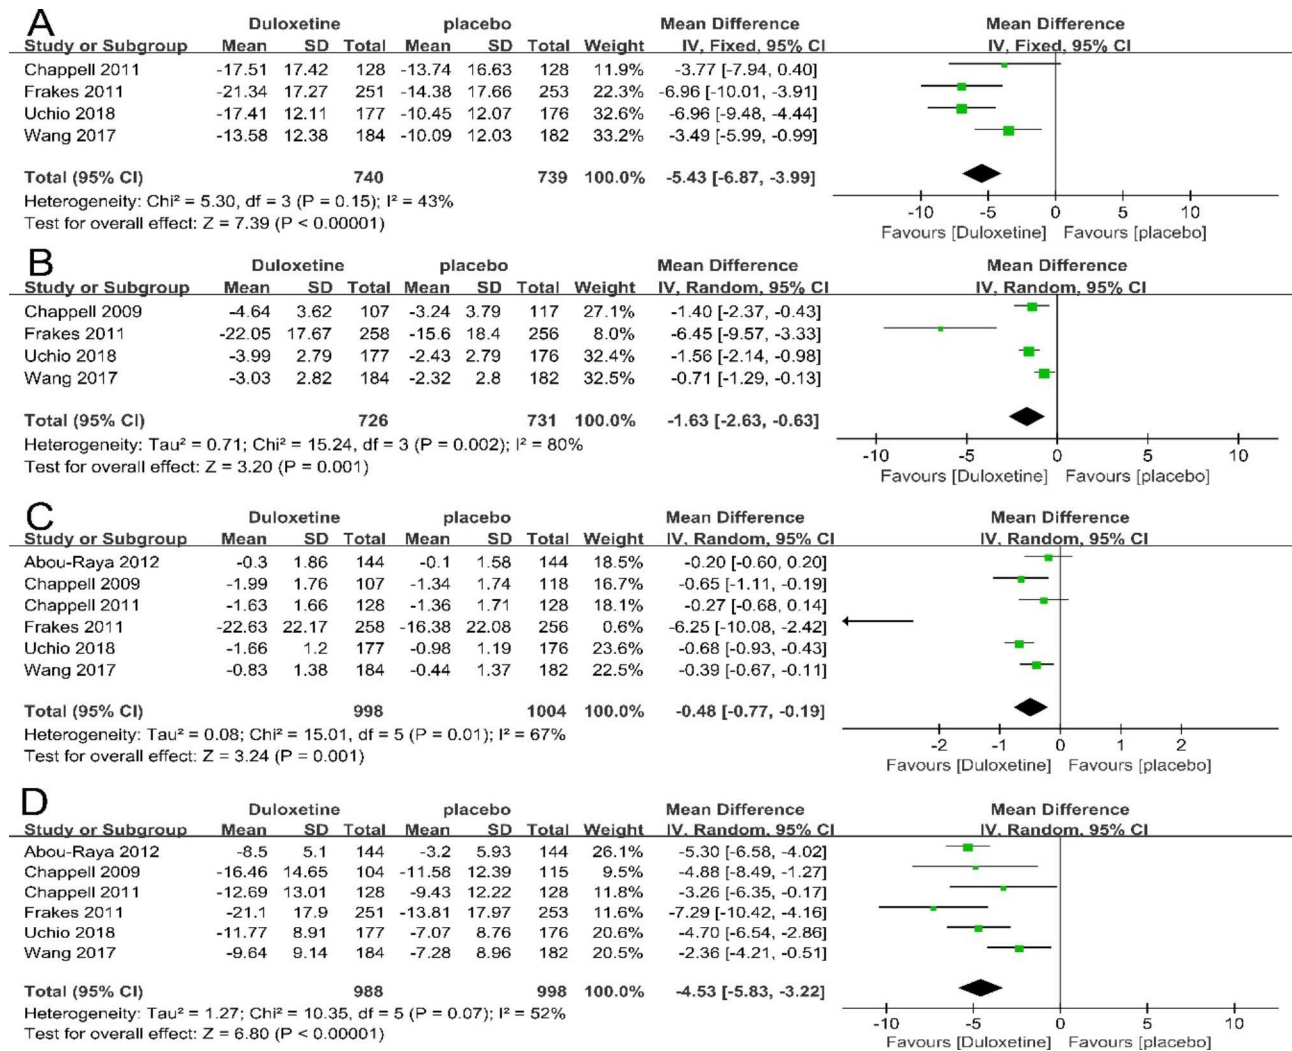 A
Duloxetine placebo Mean Difference Mean Difference
Study or Subgroup Mean SD Total Mean SD Total Weight IV, Fixed, 95% CI IV, Fixed, 95% CI
Chappell 2011 -17.51 17.42 128 -13.74 16.63 128 11.9% -3.77 [-7.94, 0.40]
Frakes 2011 -21.34 17.27 251 -14.38 17.66 253 22.3% -6.96 [-10.01, -3.91]
Uchio 2018 -17.41 12.11 177 -10.45 12.07 176 32.6% -6.96 [-9.48, -4.44]
Wang 2017 -13.58 12.38 184 -10.09 12.03 182 33.2% -3.49 [-5.99, -0.99]
Total (95% CI) 740 739 100.0% -5.43 [-6.87, -3.99]
Heterogeneity: Chi² = 5.30, df = 3 (P = 0.15); I² = 43%
Test for overall effect: Z = 7.39 (P < 0.00001)
-10 -5 0 5 10
Favours [Duloxetine] Favours [placebo]
B
Duloxetine placebo Mean Difference Mean Difference
Study or Subgroup Mean SD Total Mean SD Total Weight IV, Random, 95% CI IV, Random, 95% CI
Chappell 2009 -4.64 3.62 107 -3.24 3.79 117 27.1% -1.40 [-2.37, -0.43]
Frakes 2011 -22.05 17.67 258 -15.6 18.4 256 8.0% -6.45 [-9.57, -3.33]
Uchio 2018 -3.99 2.79 177 -2.43 2.79 176 32.4% -1.56 [-2.14, -0.98]
Wang 2017 -3.03 2.82 184 -2.32 2.8 182 32.5% -0.71 [-1.29, -0.13]
Total (95% CI) 726 731 100.0% -1.63 [-2.63, -0.63]
Heterogeneity: Tau² = 0.71; Chi² = 15.24, df = 3 (P = 0.002); I² = 80%
Test for overall effect: Z = 3.20 (P = 0.001)
-10 -5 0 5 10
Favours [Duloxetine] Favours [placebo]
C
Duloxetine placebo Mean Difference Mean Difference
Study or Subgroup Mean SD Total Mean SD Total Weight IV, Random, 95% CI IV, Random, 95% CI
Abou-Raya 2012 -0.3 1.86 144 -0.1 1.58 144 18.5% -0.20 [-0.60, 0.20]
Chappell 2009 -1.99 1.76 107 -1.34 1.74 118 16.7% -0.65 [-1.11, -0.19]
Chappell 2011 -1.63 1.66 128 -1.36 1.71 128 18.1% -0.27 [-0.68, 0.14]
Frakes 2011 -22.63 22.17 258 -16.38 22.08 256 0.6% -6.25 [-10.08, -2.42]
Uchio 2018 -1.66 1.2 177 -0.98 1.19 176 23.6% -0.68 [-0.93, -0.43]
Wang 2017 -0.83 1.38 184 -0.44 1.37 182 22.5% -0.39 [-0.67, -0.11]
Total (95% CI) 998 1004 100.0% -0.48 [-0.77, -0.19]
Heterogeneity: Tau² = 0.08; Chi² = 15.01, df = 5 (P = 0.01); I² = 67%
Test for overall effect: Z = 3.24 (P = 0.001)
-2 -1 0 1 2
Favours [Duloxetine] Favours [placebo]
D
Duloxetine placebo Mean Difference Mean Difference
Study or Subgroup Mean SD Total Mean SD Total Weight IV, Random, 95% CI IV, Random, 95% CI
Abou-Raya 2012 -8.5 5.1 144 -3.2 5.93 144 26.1% -5.30 [-6.58, -4.02]
Chappell 2009 -16.46 14.65 104 -11.58 12.39 115 9.5% -4.88 [-8.49, -1.27]
Chappell 2011 -12.69 13.01 128 -9.43 12.22 128 11.8% -3.26 [-6.35, -0.17]
Frakes 2011 -21.1 17.9 251 -13.81 17.97 253 11.6% -7.29 [-10.42, -4.16]
Uchio 2018 -11.77 8.91 177 -7.07 8.76 176 20.6% -4.70 [-6.54, -2.86]
Wang 2017 -9.64 9.14 184 -7.28 8.96 182 20.5% -2.36 [-4.21, -0.51]
Total (95% CI) 988 998 100.0% -4.53 [-5.83, -3.22]
Heterogeneity: Tau² = 1.27; Chi² = 10.35, df = 5 (P = 0.07); I² = 52%
Test for overall effect: Z = 6.80 (P < 0.00001)
-10 -5 0 5 10
Favours [Duloxetine] Favours [placebo]